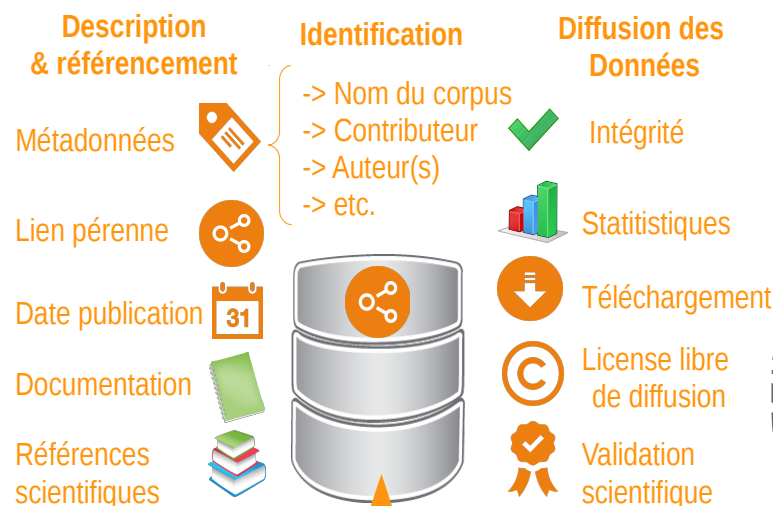 Description
& référencement
Métadonnées
Lien pérenne
Date publication
31
Documentation
Références
scientifiques
Identification
-> Nom du corpus
-> Contributeur
-> Auteur(s)
-> etc.
Diffusion des
Données
Intégrité
Statitistiques
Téléchargement
C
License libre
de diffusion
Validation
scientifique